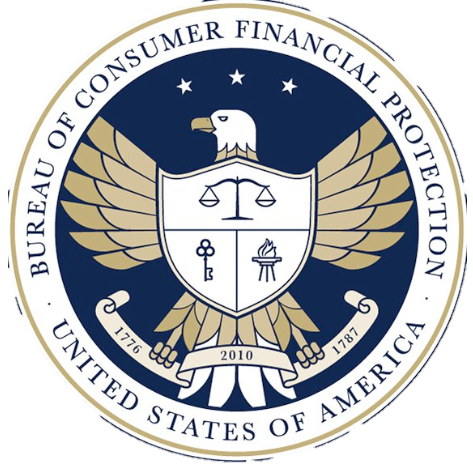 BUREAU OF CONSUMER FINANCIAL PROTECTION
· UNITED STATES OF AMERICA ·
1776
2010
1787